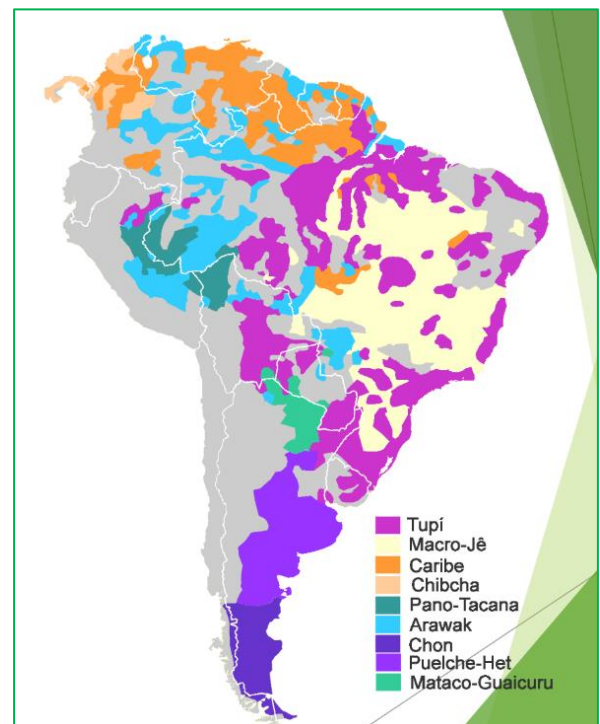 Tupí
Macro-Jê
Caribe
Chibcha
Pano-Tacana
Arawak
Chon
Puelche-Het
Mataco-Guaicuru